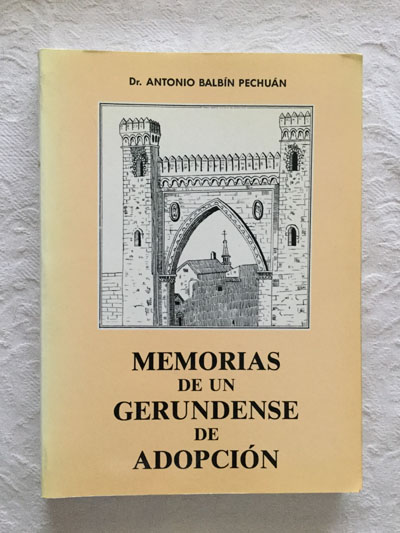 Dr. ANTONIO BALBÍN PECHUÁN
MEMORIAS
DE UN
GERUNDENSE
DE
ADOPCIÓN